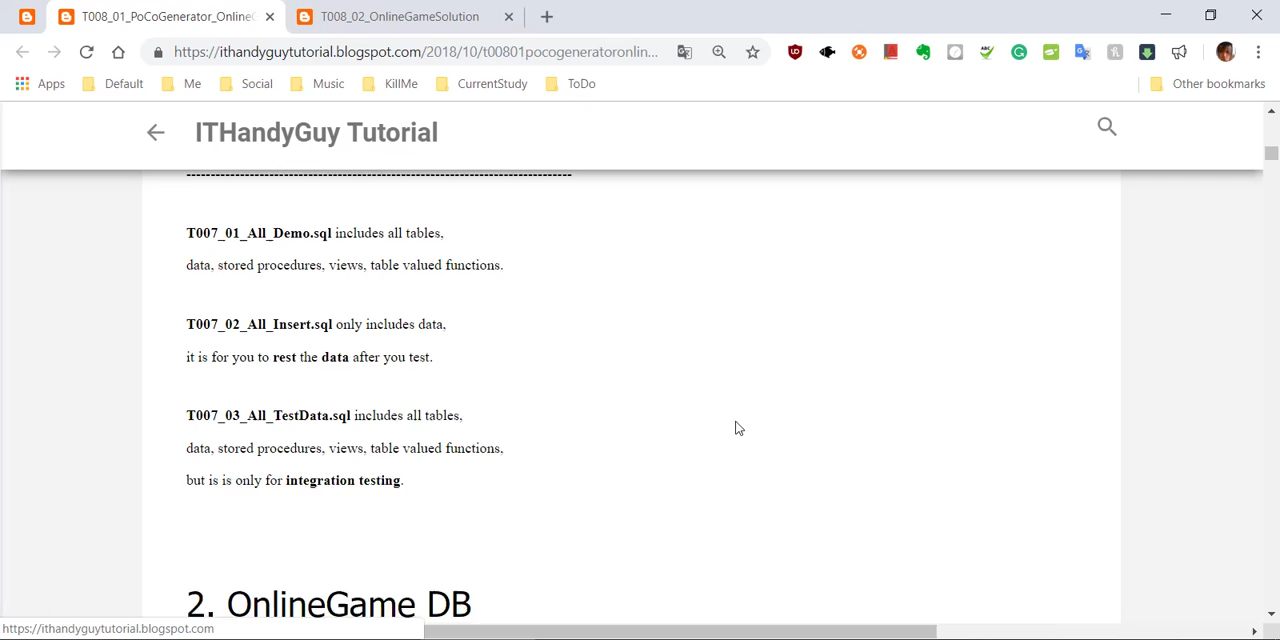 T008_01_PoCoGenerator_OnlineG
T008_02_OnlineGameSolution
https://ithandyguytutorial.blogspot.com/2018/10/t00801pocogeneratoronlin...
Apps
Default
Me
Social
Music
KillMe
CurrentStudy
ToDo
Other bookmarks
ITHandyGuy Tutorial
--------------------------------------------------------------------------------
T007_01_All_Demo.sql includes all tables,
data, stored procedures, views, table valued functions.
T007_02_All_Insert.sql only includes data,
it is for you to rest the data after you test.
T007_03_All_TestData.sql includes all tables,
data, stored procedures, views, table valued functions,
but is is only for integration testing.
2. OnlineGame DB
https://ithandyguytutorial.blogspot.com